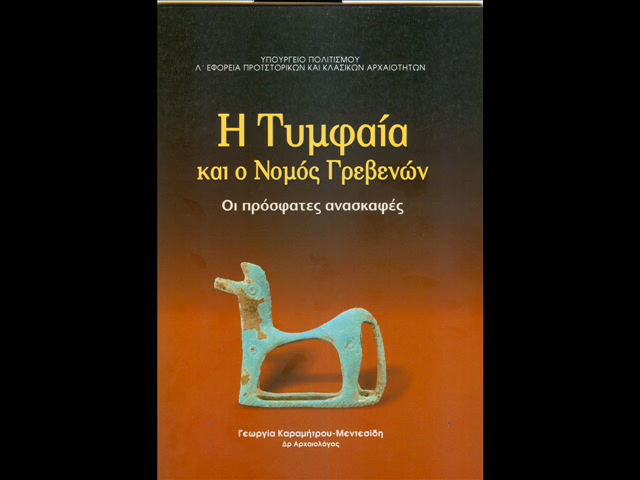 ΥΠΟΥΡΓΕΙΟ ΠΟΛΙΤΙΣΜΟΥ
Λ΄ ΕΦΟΡΕΙΑ ΠΡΟΪΣΤΟΡΙΚΩΝ ΚΑΙ ΚΛΑΣΙΚΩΝ ΑΡΧΑΙΟΤΗΤΩΝ
Η Τυμφαία
και ο Νομός Γρεβενών
Οι πρόσφατες ανασκαφές
Γεωργία Καραμήτρου-Μεντεσίδη
Δρ Αρχαιολόγος